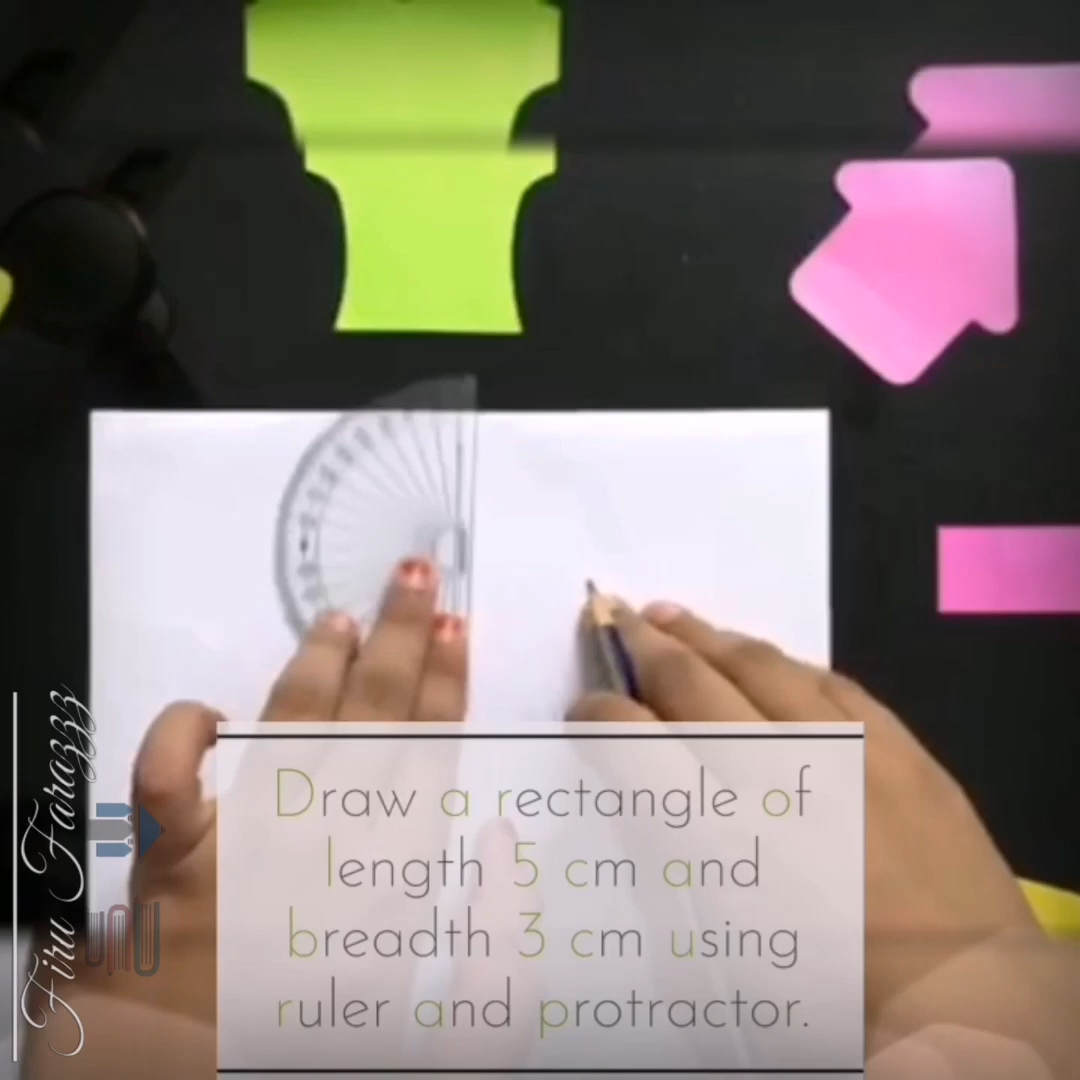 Draw a rectangle of
length 5 cm and
breadth 3 cm using
ruler and protractor.
Firu Farazzz